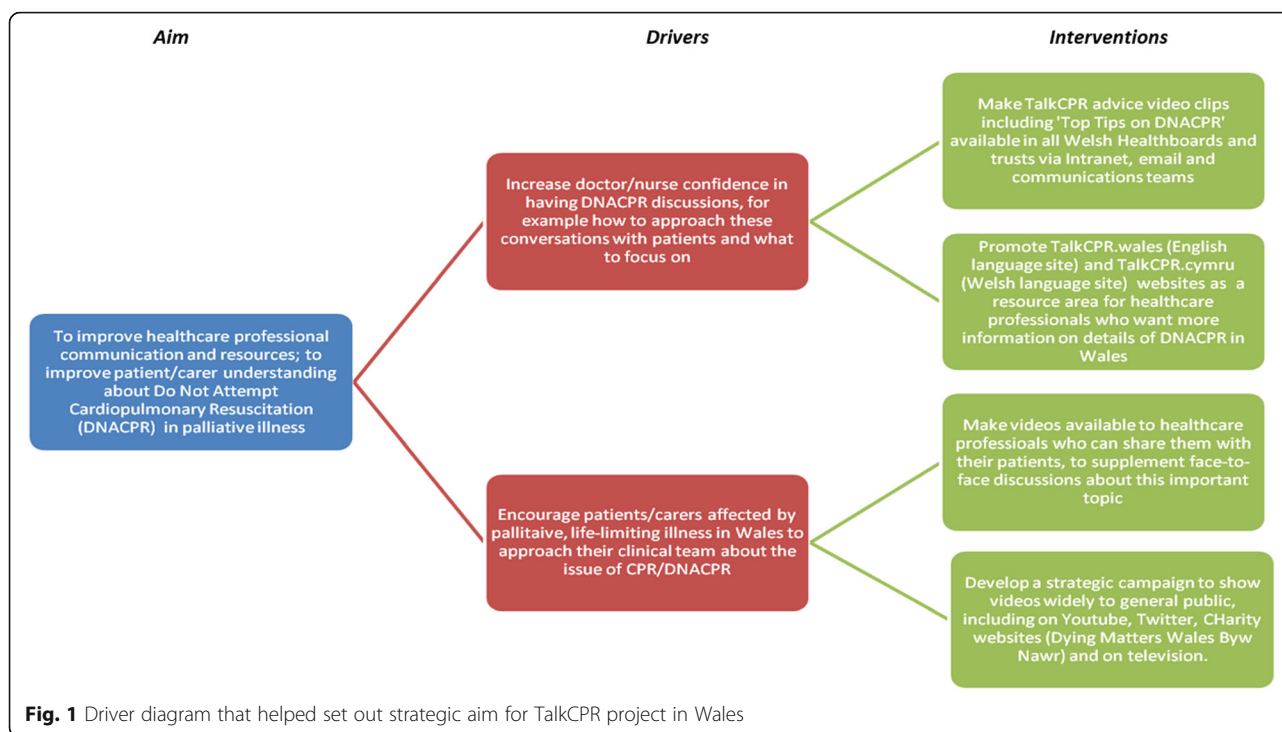 Aim
Drivers
Interventions
To improve healthcare professional
communication and resources; to
improve patient/carer understanding
about Do Not Attempt
Cardiopulmonary Resuscitation
(DNACPR) in palliative illness
Increase doctor/nurse confidence in
having DNACPR discussions, for
example how to approach these
conversations with patients and what
to focus on
Encourage patients/carers affected by
pallitaive, life-limiting illness in Wales to
approach their clinical team about the
issue of CPR/DNACPR
Make TalkCPR advice video clips
including 'Top Tips on DNACPR'
available in all Welsh Healthboards and
trusts via Intranet, email and
communications teams
Promote TalkCPR.wales (English
language site) and TalkCPR.cymru
(Welsh language site) websites as a
resource area for healthcare
professionals who want more
information on details of DNACPR in
Wales
Make videos available to healthcare
professioals who can share them with
their patients, to supplement face-to-
face discussions about this important
topic
Develop a strategic campaign to show
videos widely to general public,
including on Youtube, Twitter, CHarity
websites (Dying Matters Wales Byw
Nawr) and on television.
Fig. 1 Driver diagram that helped set out strategic aim for TalkCPR project in Wales